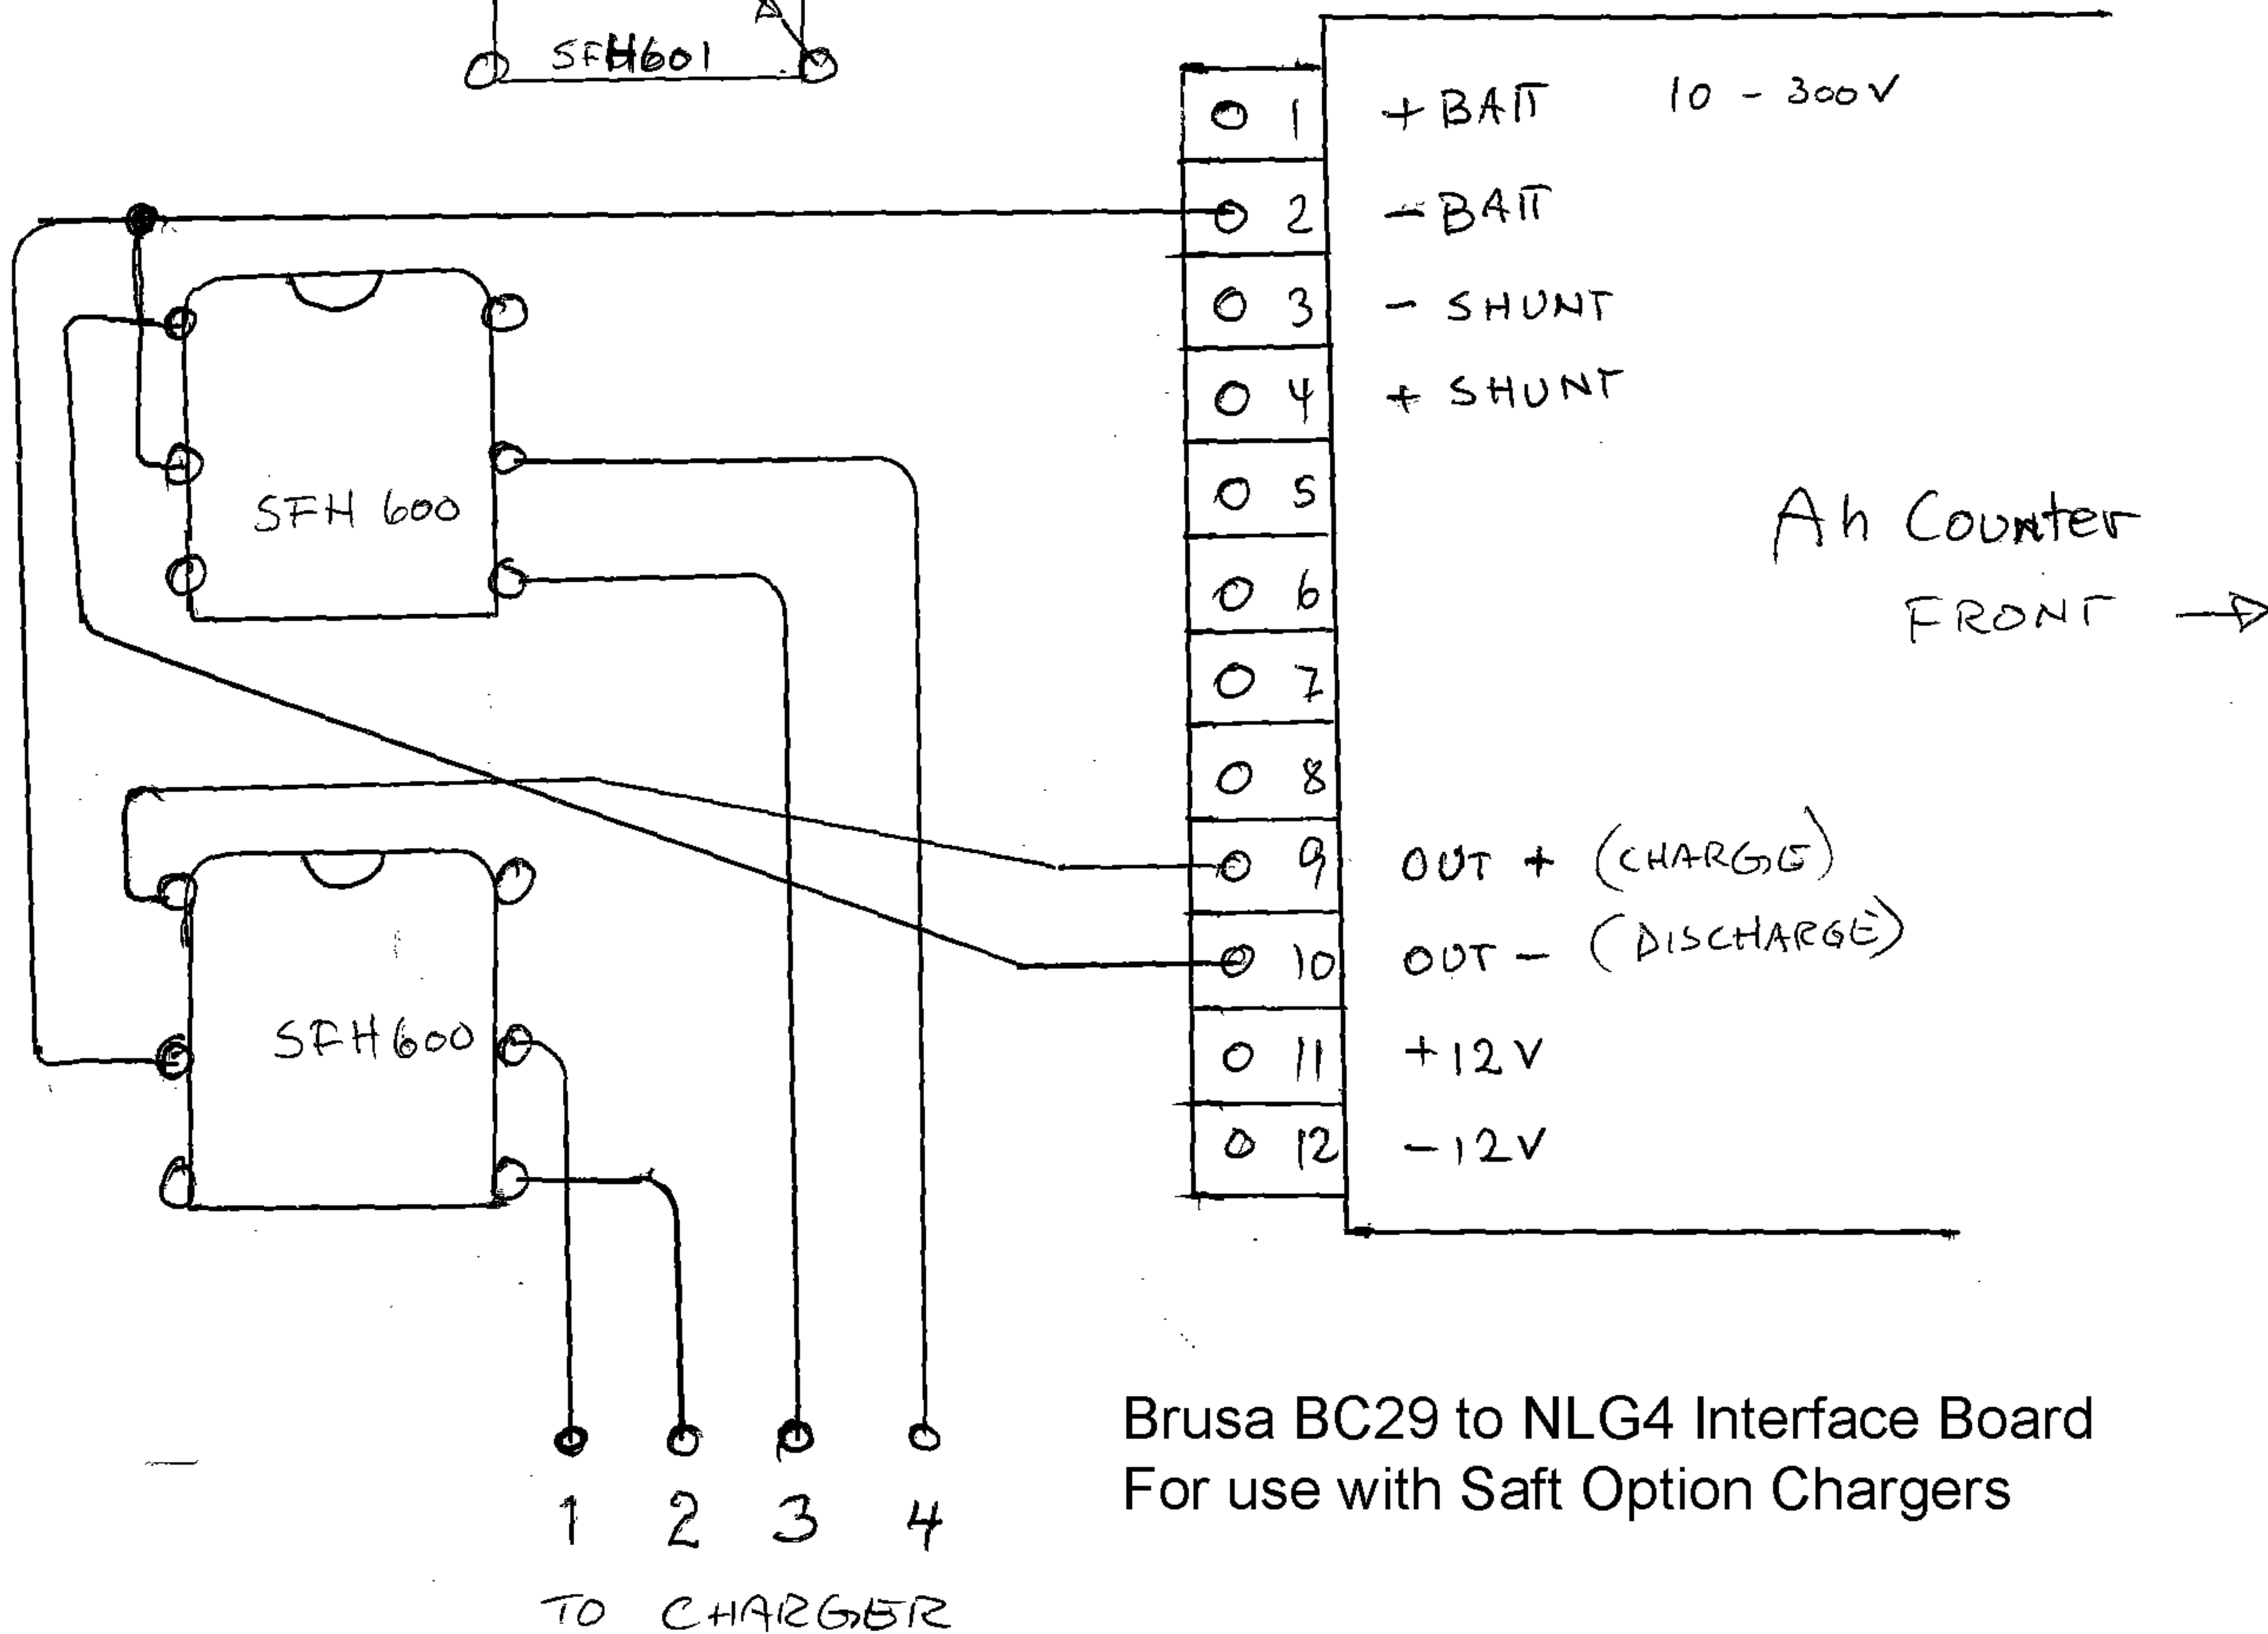 SFH601
1 +BATT 10 - 300V
2 -BATT
3 - SHUNT
4 + SHUNT
5
6
7
8
9 OUT + (CHARGE)
10 OUT - (DISCHARGE)
11 +12V
12 -12V
SFH 600
Ah Counter
FRONT
SFH600
Brusa BC29 to NLG4 Interface Board
For use with Saft Option Chargers
1 2 3 4
TO CHARGER